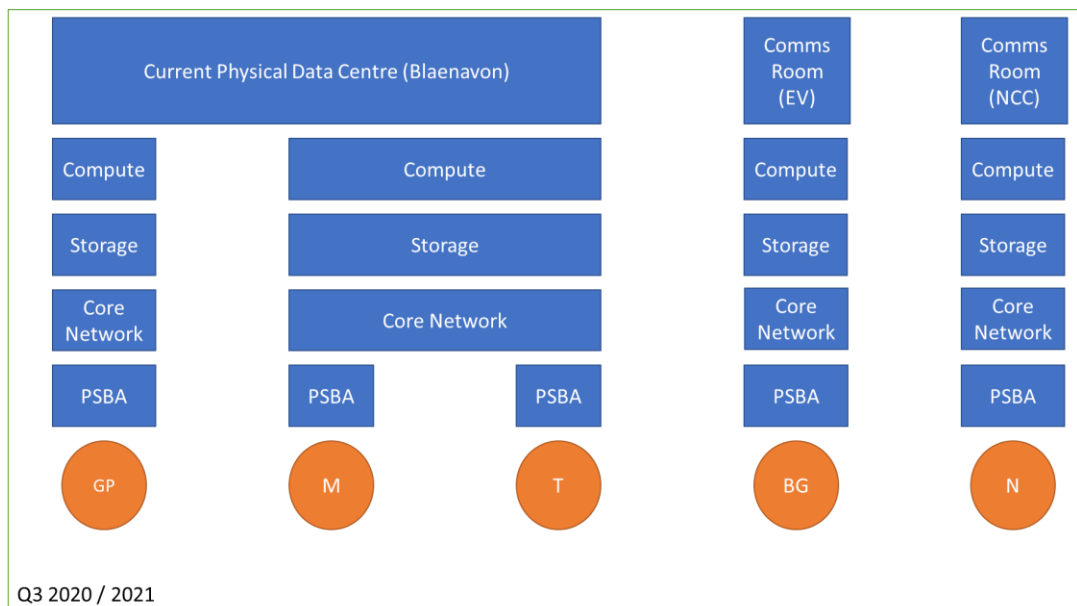 Current Physical Data Centre (Blaenavon)
Comms
Room
(EV)
Comms
Room
(NCC)
Compute
Compute
Compute
Compute
Storage
Storage
Storage
Storage
Core
Network
Core Network
Core
Network
Core
Network
PSBA
PSBA
PSBA
PSBA
PSBA
GP
M
T
BG
N
Q3 2020 / 2021